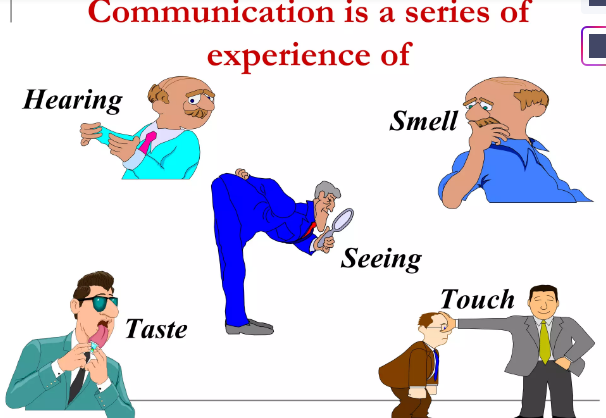 Communication is a series of
experience of
Hearing
Smell
Seeing
Touch
Taste